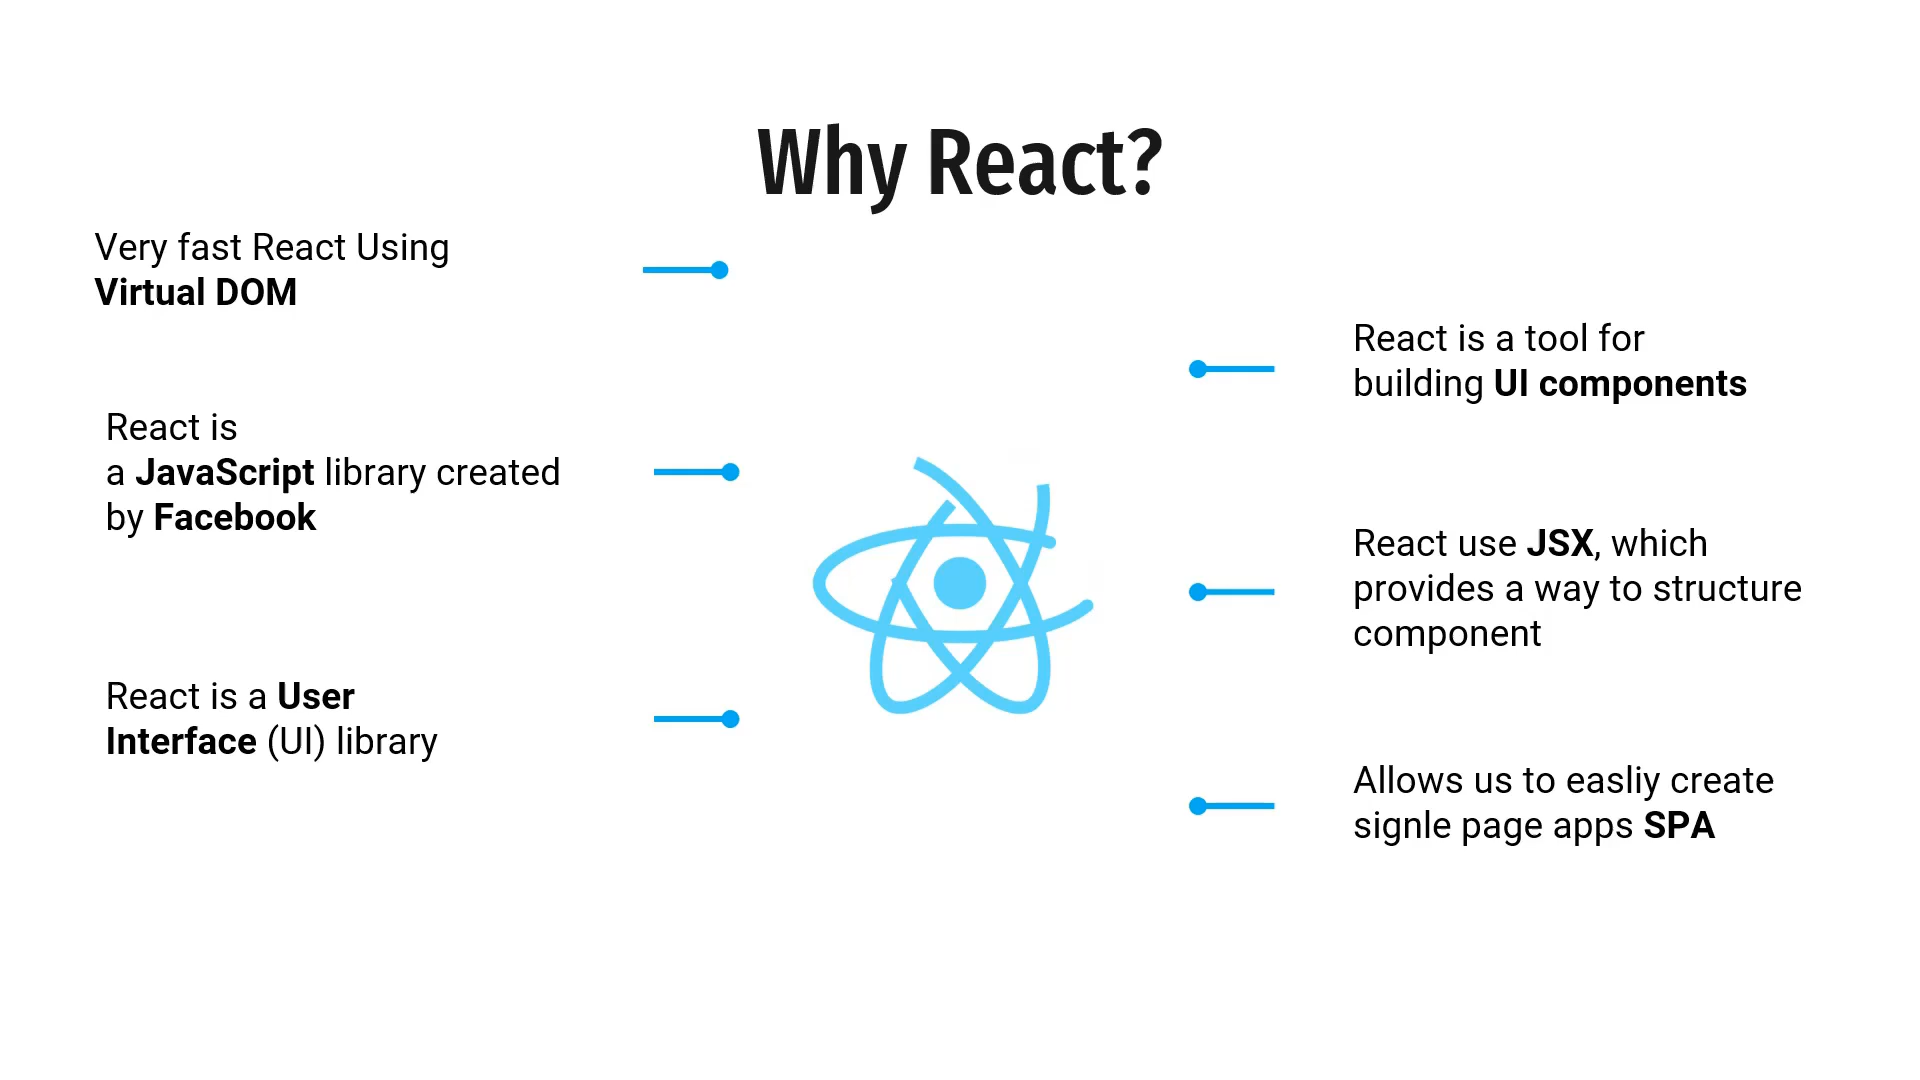 Why React?
Very fast React Using
Virtual DOM
React is
a JavaScript library created
by Facebook
React is a User
Interface (UI) library
React is a tool for
building UI components
React use JSX, which
provides a way to structure
component
Allows us to easliy create
signle page apps SPA